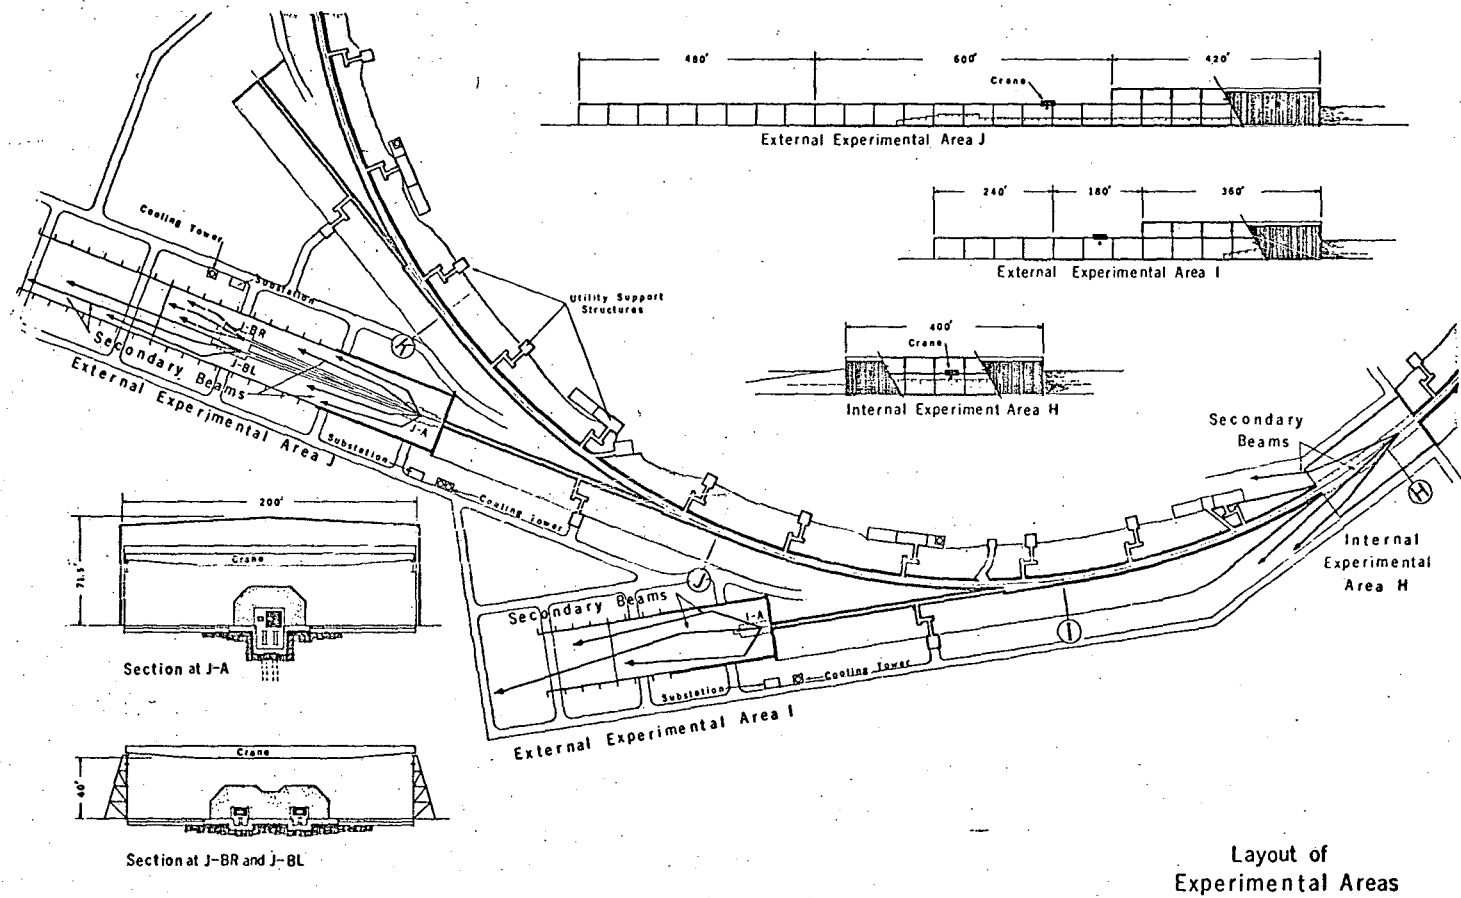 480'
600'
420'
Crane
External Experimental Area J
240'
180'
360'
External Experimental Area I
400'
Crane
Internal Experiment Area H
Cooling Tower
Substation
Utility Support
Structures
K
J-BR
J-BL
Secondary Beams
External Experimental Area J
J-A
Substation
Cooling Tower
Secondary
Beams
H
Internal
Experimental
Area H
200'
71.5'
Crane
Section at J-A
J
Secondary Beams
I-A
I
Substation
Cooling Tower
External Experimental Area I
Crane
40'
Section at J-BR and J-BL
Layout of
Experimental Areas